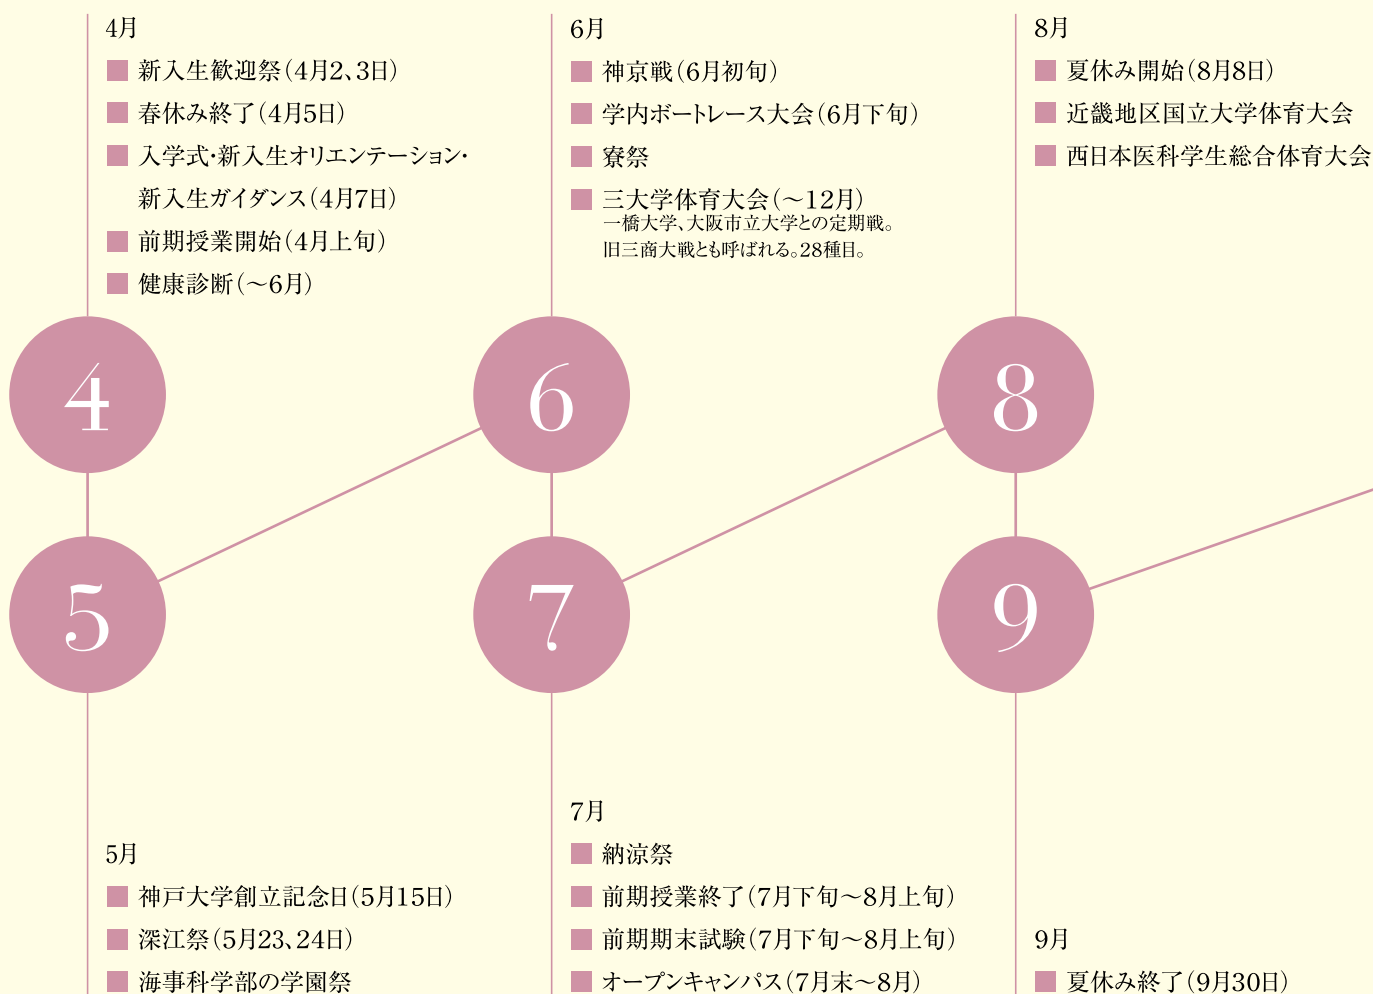 4月
新入生歓迎祭(4月2、3日)
春休み終了(4月5日)
入学式・新入生オリエンテーション・
新入生ガイダンス(4月7日)
前期授業開始(4月上旬)
健康診断(～6月)
6月
神京戦(6月初旬)
学内ボートレース大会(6月下旬)
寮祭
三大学体育大会(～12月)
一橋大学、大阪市立大学との定期戦。
旧三商大戦とも呼ばれる。28種目。
8月
夏休み開始(8月8日)
近畿地区国立大学体育大会
西日本医科学生総合体育大会
4
6
8
5
7
9
5月
神戸大学創立記念日(5月15日)
深江祭(5月23、24日)
海事科学部の学園祭
7月
納涼祭
前期授業終了(7月下旬～8月上旬)
前期期末試験(7月下旬～8月上旬)
オープンキャンパス(7月末～8月)
9月
夏休み終了(9月30日)